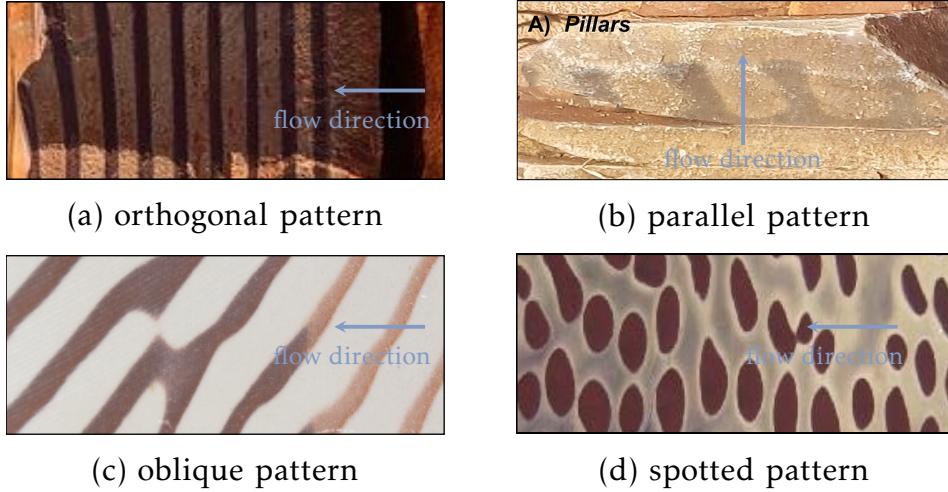 flow direction
(a) orthogonal pattern
A) Pillars
flow direction
(b) parallel pattern
flow direction
(c) oblique pattern
flow direction
(d) spotted pattern